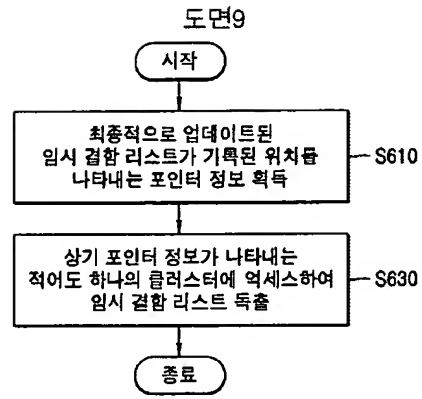 도면9
시작
최종적으로 업데이트된
임시 결함 리스트가 기록된 위치를
나타내는 포인터 정보 획득
S610
상기 포인터 정보가 나타내는
적어도 하나의 클러스터에 억세스하여
임시 결함 리스트 독출
S630
종료